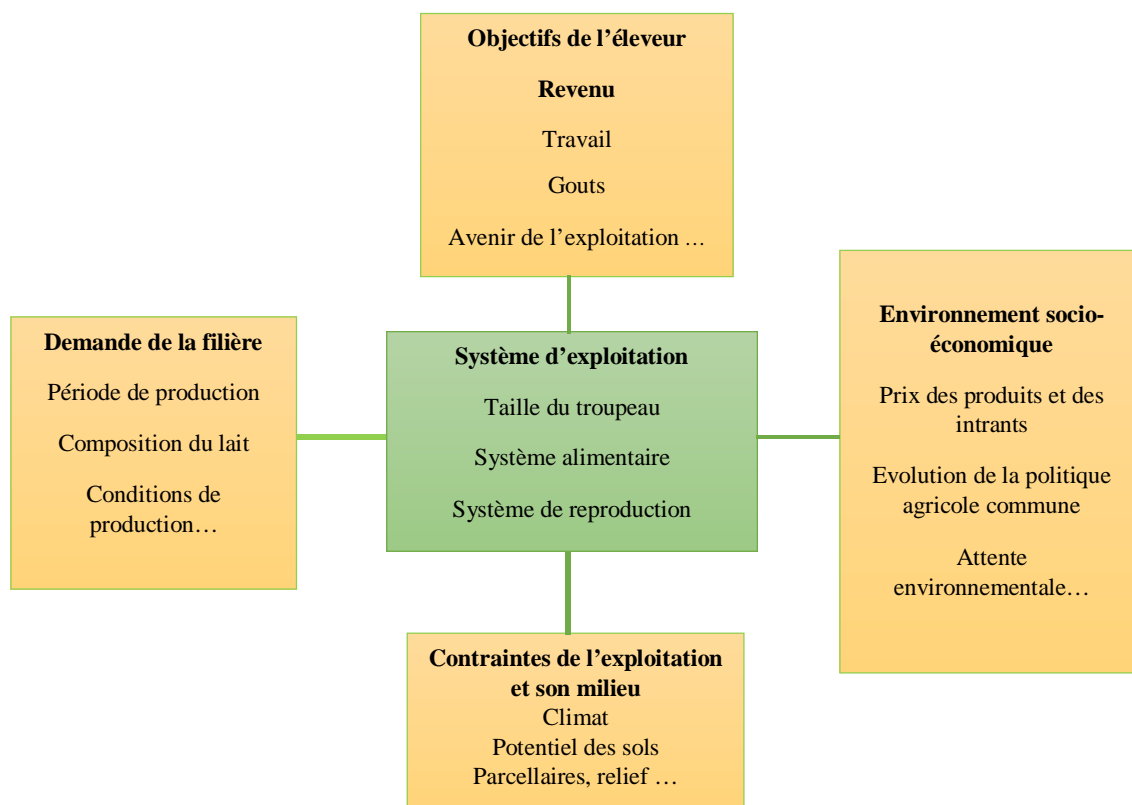 Objectifs de l’éleveur
Revenu
Travail
Gouts
Avenir de l’exploitation …
Demande de la filière
Période de production
Composition du lait
Conditions de
production…
Système d’exploitation
Taille du troupeau
Système alimentaire
Système de reproduction
Environnement socio-
économique
Prix des produits et des
intrants
Evolution de la politique
agricole commune
Attente
environnementale…
Contraintes de l’exploitation
et son milieu
Climat
Potentiel des sols
Parcellaires, relief …